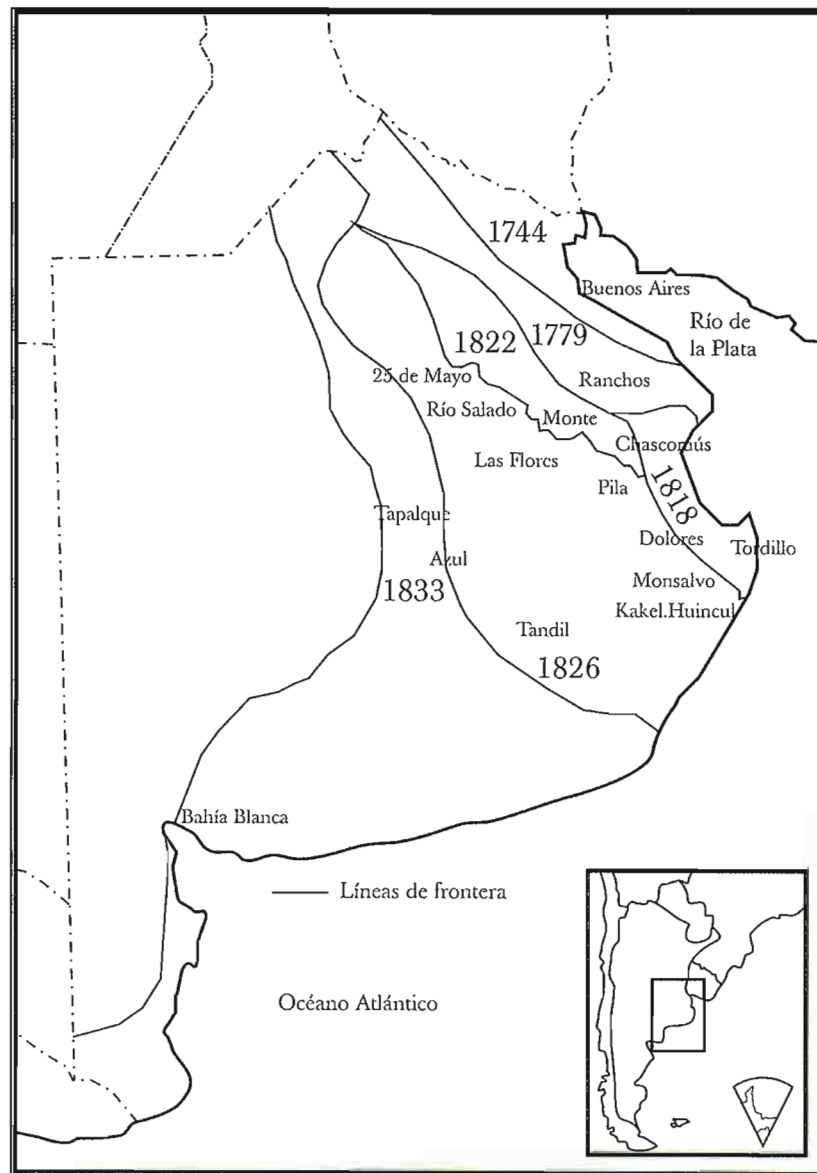 1744
Buenos Aires
Río de
la Plata
1822
1779
25 de Mayo
Ranchos
Río Salado
Monte
Chascomús
Las Flores
Pila
1818
Tapalque
Dolores
Tordillo
Azul
1833
Monsalvo
Kakel.Huincul
Tandil
1826
Bahía Blanca
Líneas de frontera
Océano Atlántico